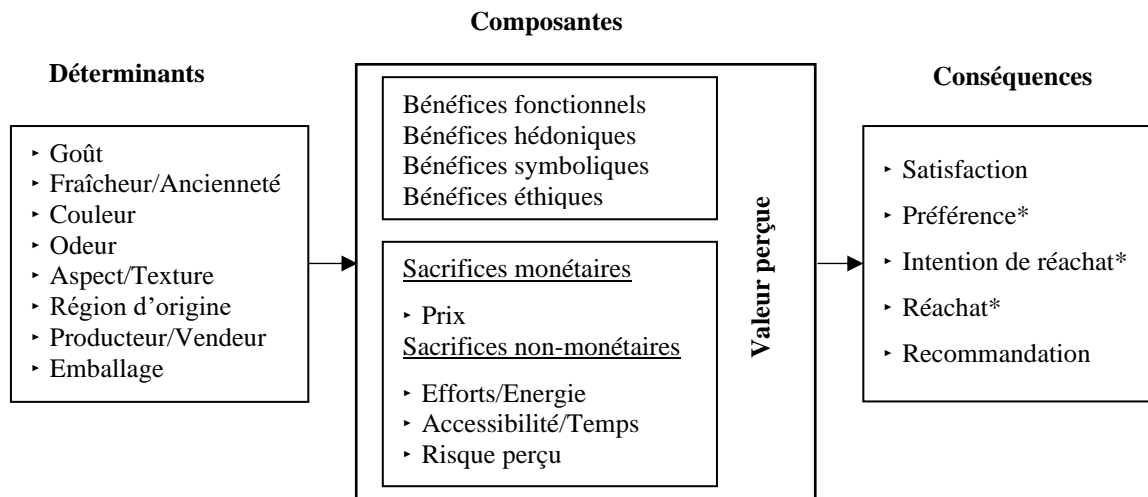 Composantes
Déterminants
Conséquences
‣ Goût
‣ Fraîcheur/Ancienneté
‣ Couleur
‣ Odeur
‣ Aspect/Texture
‣ Région d’origine
‣ Producteur/Vendeur
‣ Emballage
Bénéfices fonctionnels
Bénéfices hédoniques
Bénéfices symboliques
Bénéfices éthiques
Sacrifices monétaires
‣ Prix
Sacrifices non-monétaires
‣ Efforts/Energie
‣ Accessibilité/Temps
‣ Risque perçu
Valeur perçue
‣ Satisfaction
‣ Préférence*
‣ Intention de réachat*
‣ Réachat*
‣ Recommandation